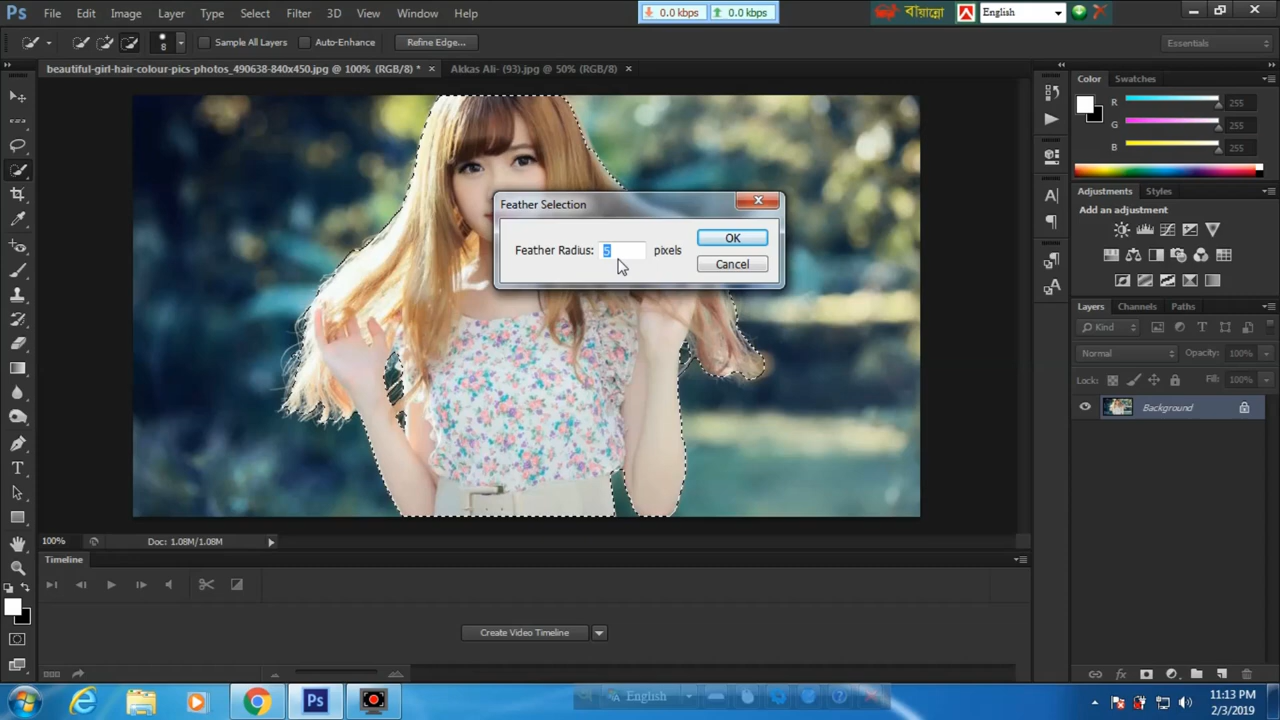 Ps File Edit Image Layer Type Select Filter 3D View Window Help
0.0 kbps 0.0 kbps
বাঁয়ান্নো
English
8 Sample All Layers Auto-Enhance Refine Edge... Essentials
beautiful-girl-hair-colour-pics-photos_490638-840x450.jpg @ 100% (RGB/8) * × Akkas Ali- (93).jpg @ 50% (RGB/8) ×
Color Swatches
R 255
G 255
B 255
Adjustments Styles
Add an adjustment
Feather Selection
Feather Radius: 5 pixels
OK
Cancel
Layers Channels Paths
Kind
Normal Opacity: 100%
Lock: Fill: 100%
Background
100% Doc: 1.08M/1.08M
Timeline
Create Video Timeline
Ps English
11:13 PM
2/3/2019